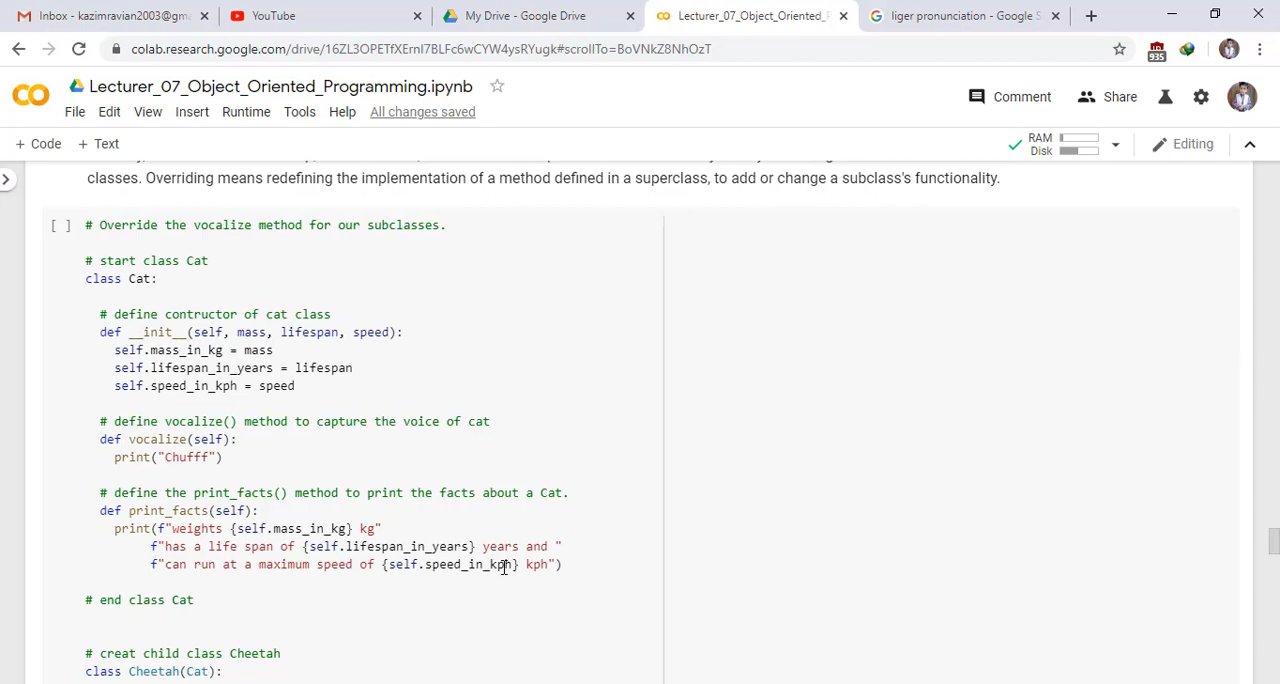 Inbox - kazimravian2003@gm
YouTube
My Drive - Google Drive
Lecturer_07_Object_Oriented_P
liger pronunciation - Google S
colab.research.google.com/drive/16ZL3OPETfXErnI7BLFc6wCYW4ysRYugk#scrollTo=BoVNkZ8NhOzT
935
Lecturer_07_Object_Oriented_Programming.ipynb
Comment
Share
File Edit View Insert Runtime Tools Help All changes saved
+ Code + Text
RAM
Disk
Editing
classes. Overriding means redefining the implementation of a method defined in a superclass, to add or change a subclass's functionality.
[ ] # Override the vocalize method for our subclasses.
# start class Cat
class Cat:
# define contructor of cat class
def __init__(self, mass, lifespan, speed):
self.mass_in_kg = mass
self.lifespan_in_years = lifespan
self.speed_in_kph = speed
# define vocalize() method to capture the voice of cat
def vocalize(self):
print("Chufff")
# define the print_facts() method to print the facts about a Cat.
def print_facts(self):
print(f"weights {self.mass_in_kg} kg"
f"has a life span of {self.lifespan_in_years} years and "
f"can run at a maximum speed of {self.speed_in_kph} kph")
# end class Cat
# creat child class Cheetah
class Cheetah(Cat):